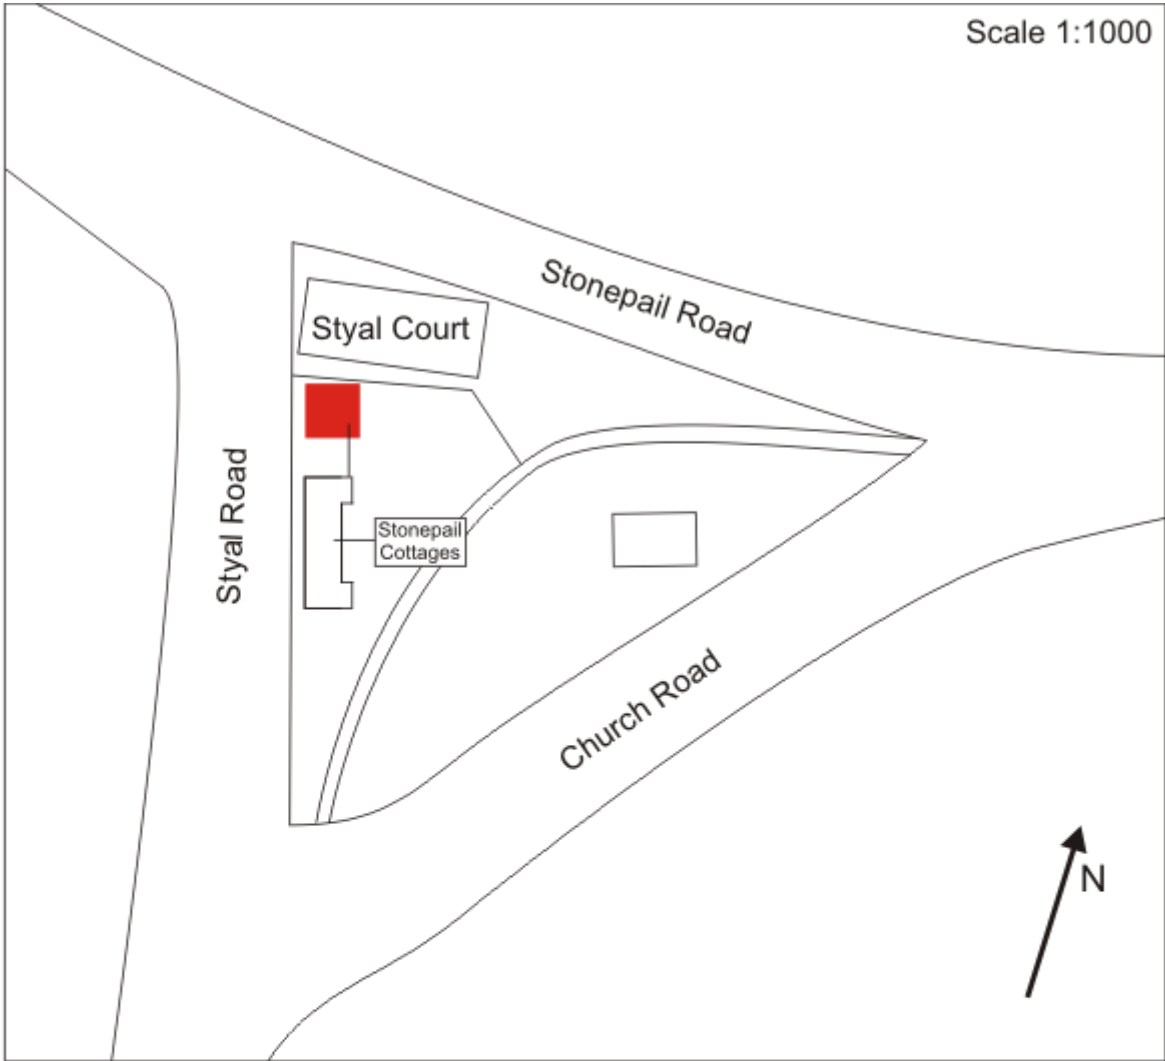 Scale 1:1000
Stonepail Road
Styal Court
Styal Road
Stonepail
Cottages
Church Road
N